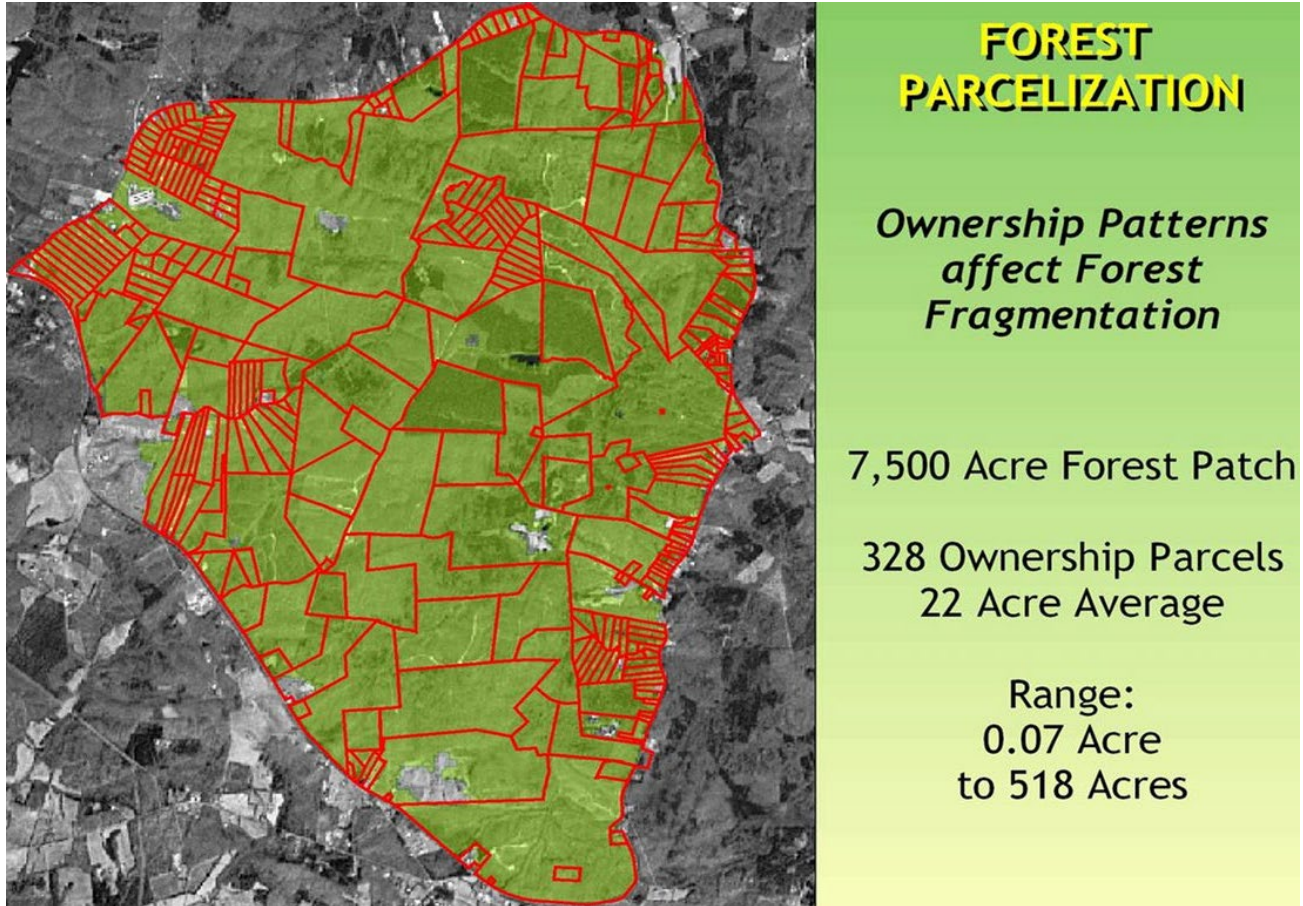 FOREST
PARCELIZATION
Ownership Patterns
affect Forest
Fragmentation
7,500 Acre Forest Patch
328 Ownership Parcels
22 Acre Average
Range:
0.07 Acre
to 518 Acres